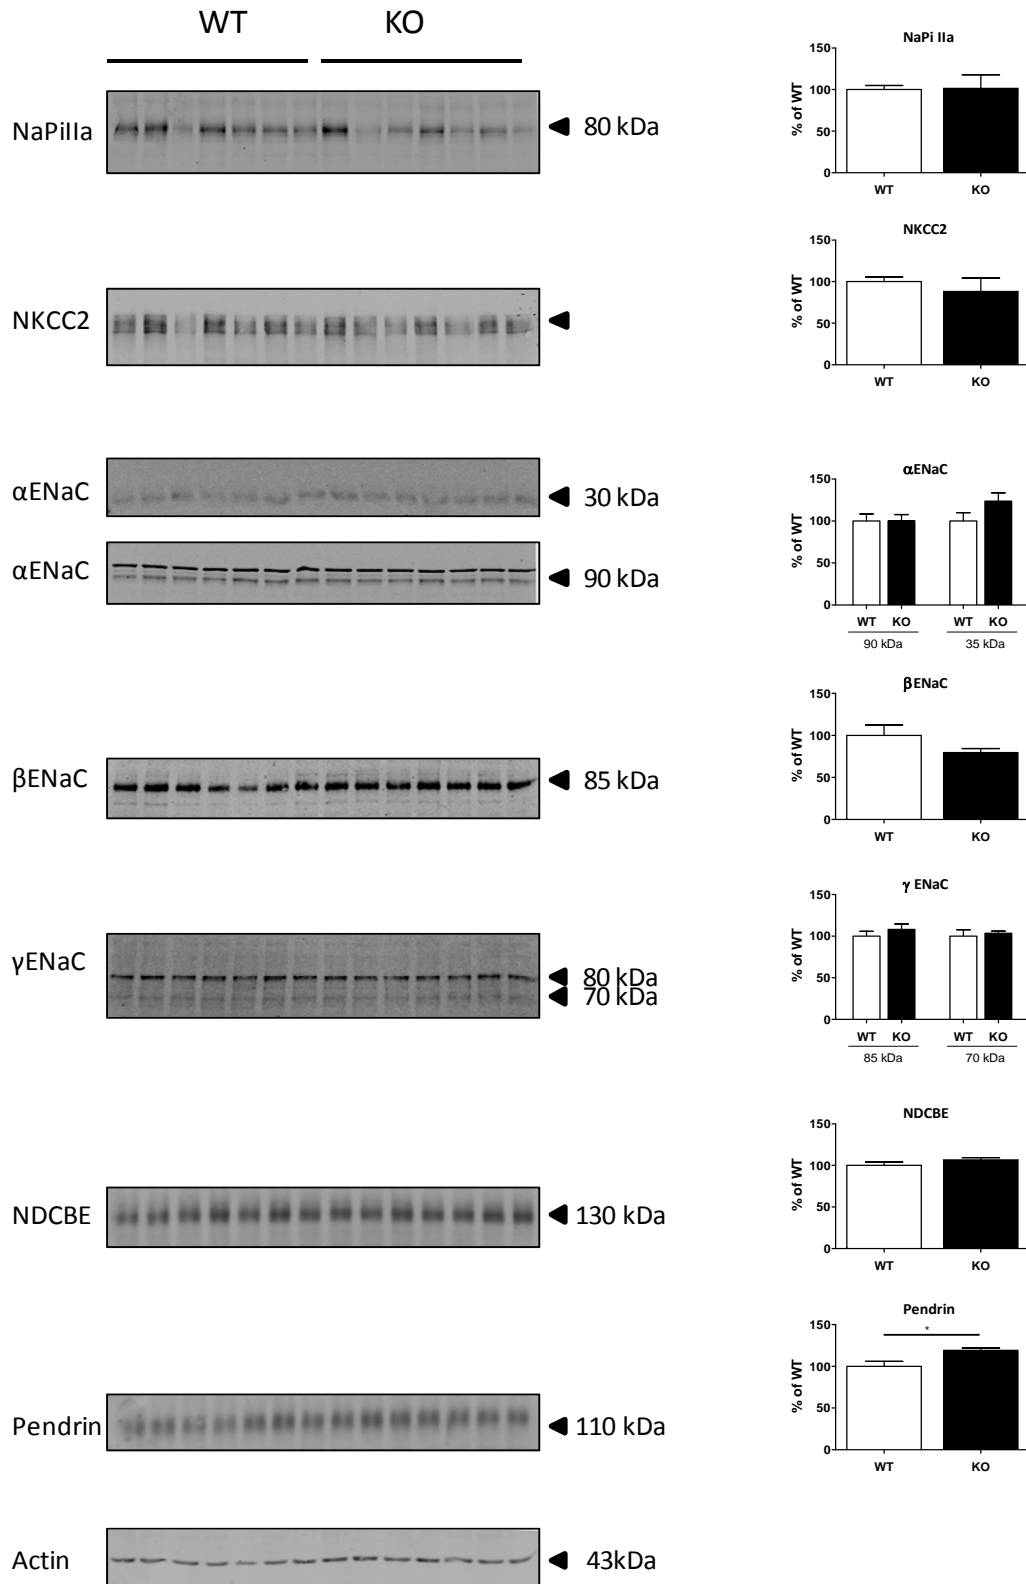 WT KO
NaPiIIa
80 kDa
NKCC2
αENaC
30 kDa
αENaC
90 kDa
βENaC
85 kDa
γENaC
80 kDa
70 kDa
NDCBE
130 kDa
Pendrin
110 kDa
Actin
43kDa
NaPi IIa
% of WT
150
100
50
0
WT KO
NKCC2
% of WT
150
100
50
0
WT KO
αENaC
% of WT
150
100
50
0
WT KO WT KO
90 kDa 35 kDa
βENaC
% of WT
150
100
50
0
WT KO
γ ENaC
% of WT
150
100
50
0
WT KO WT KO
85 kDa 70 kDa
NDCBE
% of WT
150
100
50
0
WT KO
Pendrin
*
% of WT
150
100
50
0
WT KO